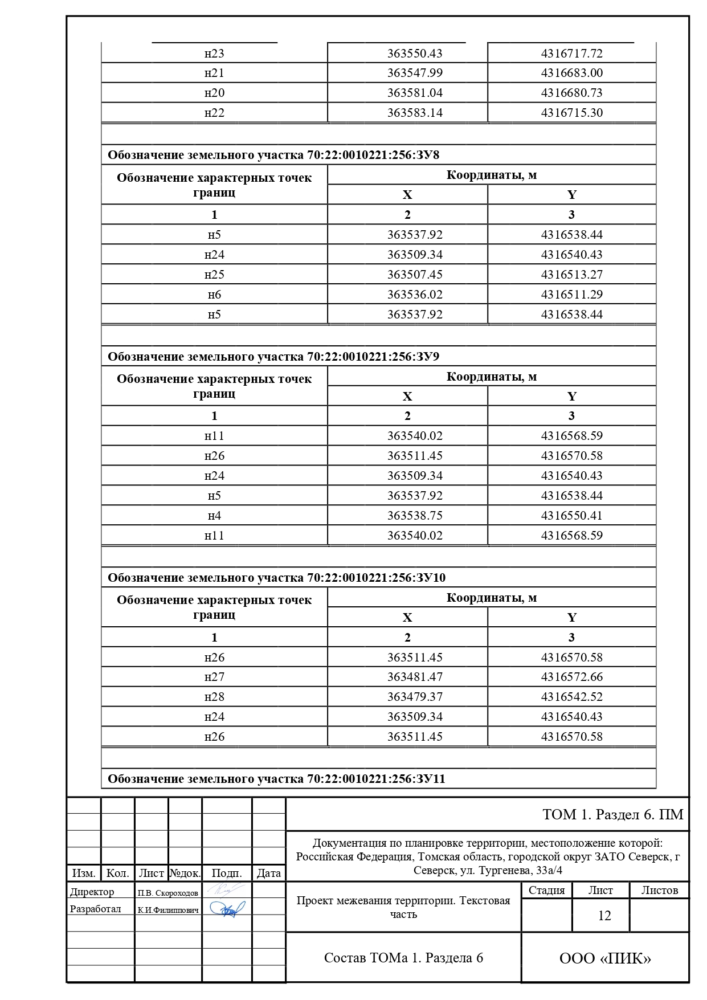 н23 363550.43 4316717.72
н21 363547.99 4316683.00
н20 363581.04 4316680.73
н22 363583.14 4316715.30
Обозначение земельного участка 70:22:0010221:256:ЗУ8
Обозначение характерных точек границ Координаты, м
X Y
1 2 3
н5 363537.92 4316538.44
н24 363509.34 4316540.43
н25 363507.45 4316513.27
н6 363536.02 4316511.29
н5 363537.92 4316538.44
Обозначение земельного участка 70:22:0010221:256:ЗУ9
Обозначение характерных точек границ Координаты, м
X Y
1 2 3
н11 363540.02 4316568.59
н26 363511.45 4316570.58
н24 363509.34 4316540.43
н5 363537.92 4316538.44
н4 363538.75 4316550.41
н11 363540.02 4316568.59
Обозначение земельного участка 70:22:0010221:256:ЗУ10
Обозначение характерных точек границ Координаты, м
X Y
1 2 3
н26 363511.45 4316570.58
н27 363481.47 4316572.66
н28 363479.37 4316542.52
н24 363509.34 4316540.43
н26 363511.45 4316570.58
Обозначение земельного участка 70:22:0010221:256:ЗУ11
ТОМ 1. Раздел 6. ПМ
Документация по планировке территории, местоположение которой:
Российская Федерация, Томская область, городской округ ЗАТО Северск, г
Северск, ул. Тургенева, 33а/4
Изм. Кол. Лист №док. Подп. Дата
Директор П.В. Скороходов
Разработал К.И.Филиппович
Проект межевания территории. Текстовая
часть
Стадия Лист Листов
12
Состав ТОМа 1. Раздела 6
ООО «ПИК»